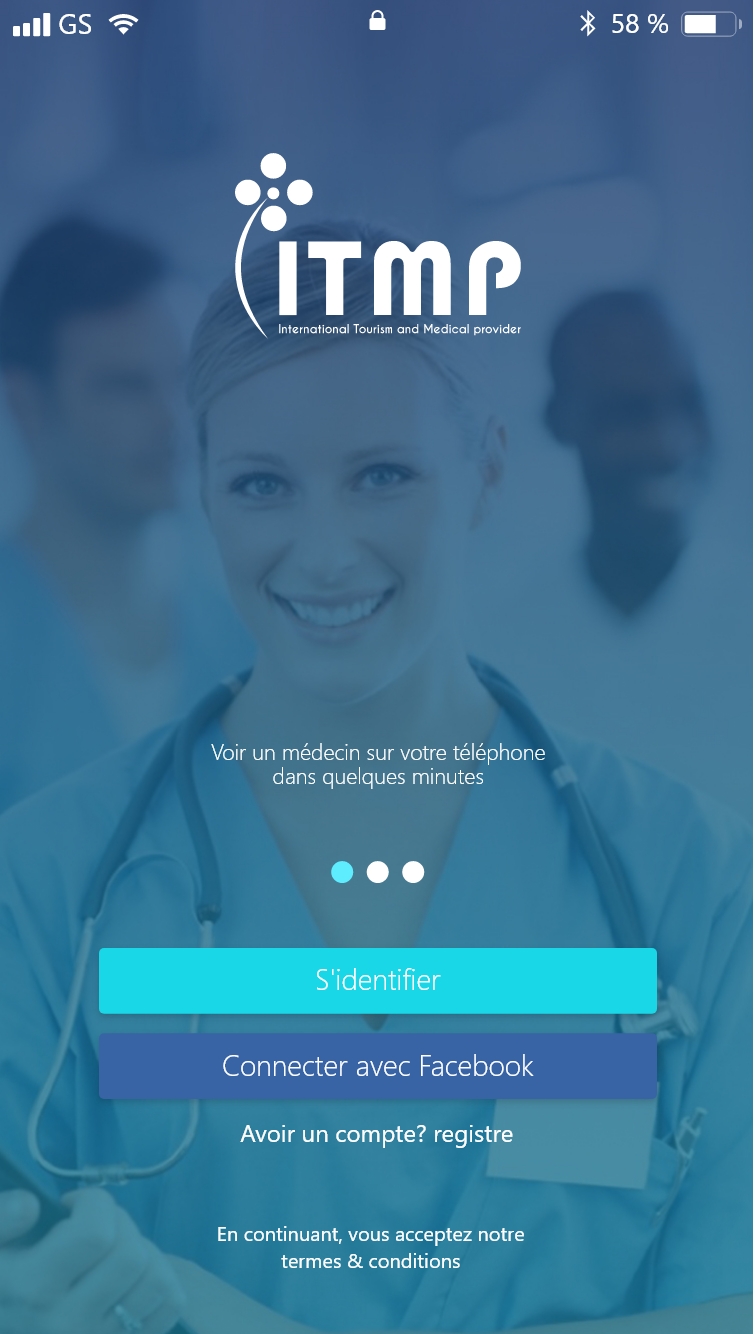 GS 58 %
ITMP
International Tourism and Medical provider
Voir un médecin sur votre téléphone
dans quelques minutes
S'identifier
Connecter avec Facebook
Avoir un compte? registre
En continuant, vous acceptez notre
termes & conditions